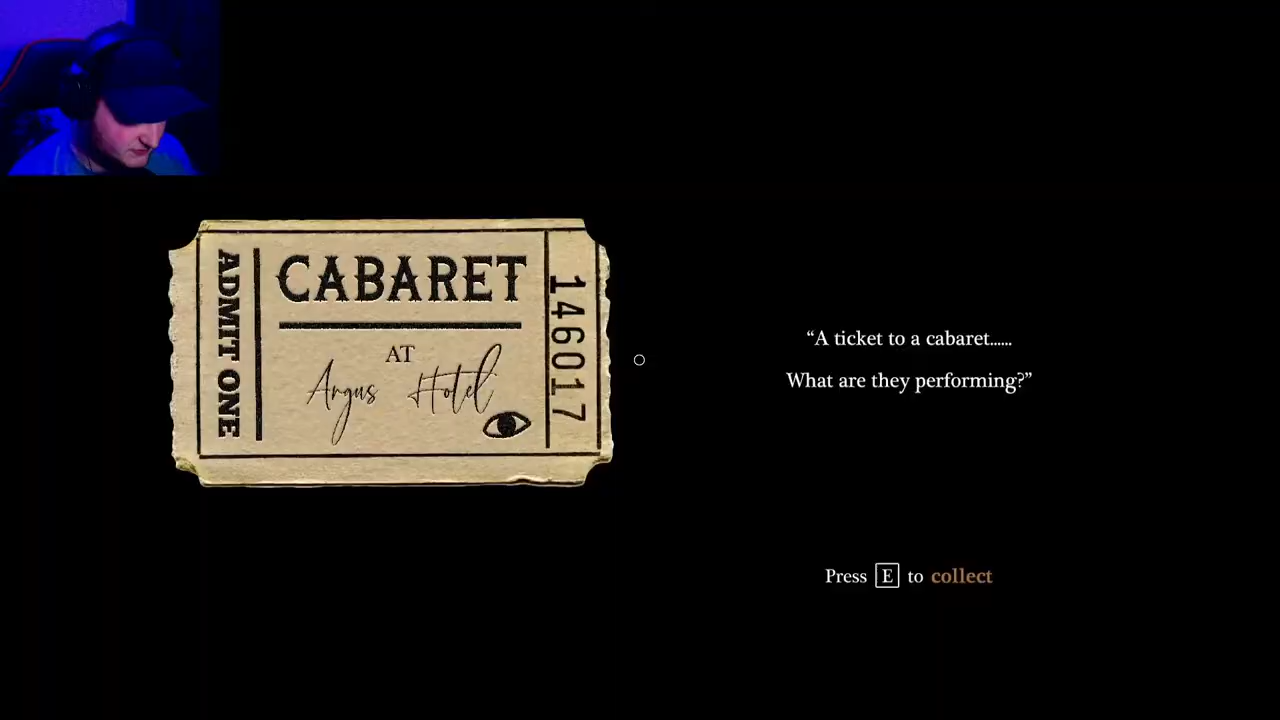 ADMIT ONE
CABARET
AT
Argus Hotel
146017
“A ticket to a cabaret......
What are they performing?”
Press E to collect